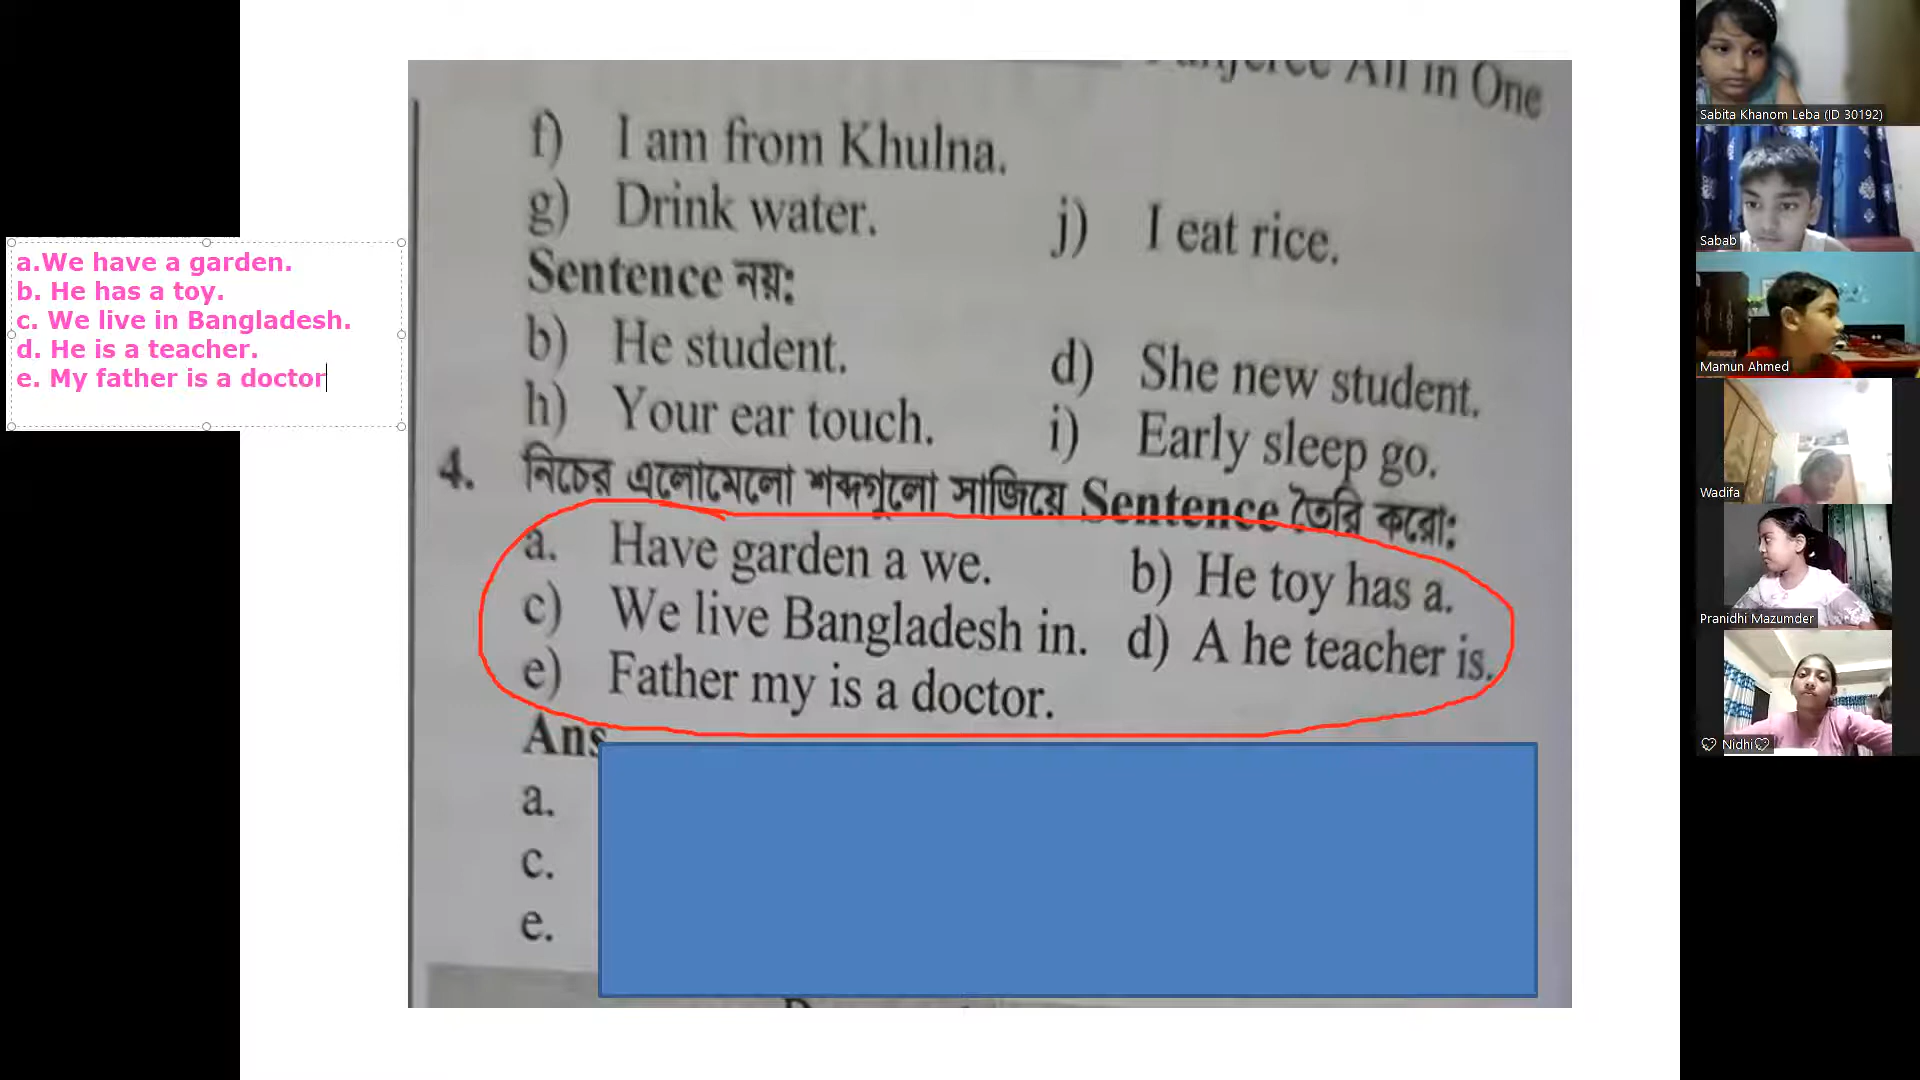 All in One
f) I am from Khulna.
g) Drink water. j) I eat rice.
Sentence নয়:
b) He student. d) She new student.
h) Your ear touch. i) Early sleep go.
4. নিচের এলোমেলো শব্দগুলো সাজিয়ে Sentence তৈরি করো:
a. Have garden a we. b) He toy has a.
c) We live Bangladesh in. d) A he teacher is.
e) Father my is a doctor.
Ans
a.
c.
e.
a.We have a garden.
b. He has a toy.
c. We live in Bangladesh.
d. He is a teacher.
e. My father is a doctor
Sabita Khanom Leba (ID 30192)
Sabab
Mamun Ahmed
Wadifa
Pranidhi Mazumder
Nidhi